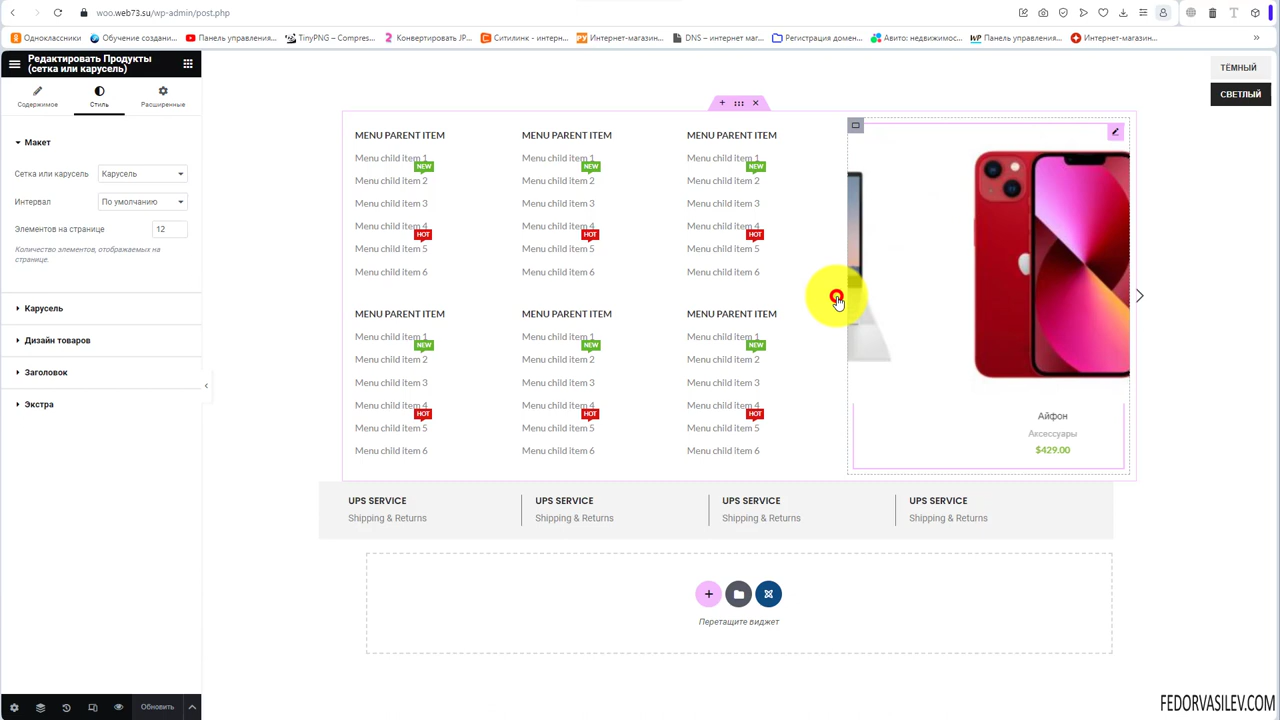 woo.web73.su/wp-admin/post.php
Одноклассники
Обучение создани...
Панель управления...
TinyPNG – Compres...
Конвертировать JP...
Ситилинк - интерн...
Интернет-магазин...
DNS – интернет маг...
Регистрация домен...
Авито: недвижимос...
Панель управления...
Интернет-магазин...
Редактировать Продукты
(сетка или карусель)
ТЁМНЫЙ
СВЕТЛЫЙ
Содержимое
Стиль
Расширенные
Макет
Сетка или карусель
Карусель
Интервал
По умолчанию
Элементов на странице
12
Количество элементов, отображаемых на
странице.
Карусель
Дизайн товаров
Заголовок
Экстра
Обновить
MENU PARENT ITEM
Menu child item 1
NEW
Menu child item 2
Menu child item 3
Menu child item 4
HOT
Menu child item 5
Menu child item 6
MENU PARENT ITEM
Menu child item 1
NEW
Menu child item 2
Menu child item 3
Menu child item 4
HOT
Menu child item 5
Menu child item 6
MENU PARENT ITEM
Menu child item 1
NEW
Menu child item 2
Menu child item 3
Menu child item 4
HOT
Menu child item 5
Menu child item 6
MENU PARENT ITEM
Menu child item 1
NEW
Menu child item 2
Menu child item 3
Menu child item 4
HOT
Menu child item 5
Menu child item 6
MENU PARENT ITEM
Menu child item 1
NEW
Menu child item 2
Menu child item 3
Menu child item 4
HOT
Menu child item 5
Menu child item 6
MENU PARENT ITEM
Menu child item 1
NEW
Menu child item 2
Menu child item 3
Menu child item 4
HOT
Menu child item 5
Menu child item 6
Айфон
Аксессуары
$429.00
UPS SERVICE
Shipping & Returns
UPS SERVICE
Shipping & Returns
UPS SERVICE
Shipping & Returns
UPS SERVICE
Shipping & Returns
Перетащите виджет
FEDORVASILEV.COM